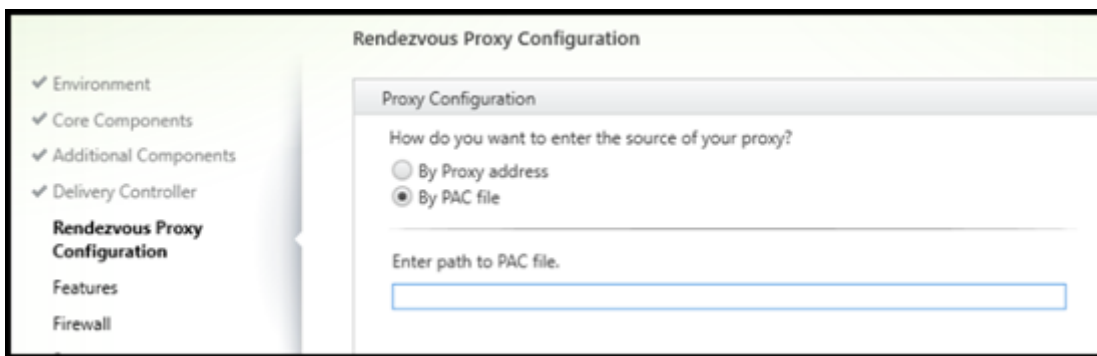 Rendezvous Proxy Configuration
Environment
Core Components
Additional Components
Delivery Controller
Rendezvous Proxy
Configuration
Features
Firewall
Proxy Configuration
How do you want to enter the source of your proxy?
By Proxy address
By PAC file
Enter path to PAC file.